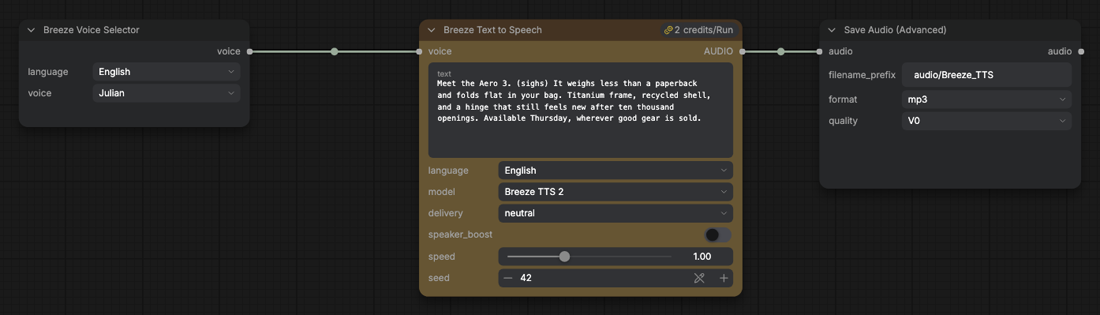 Breeze Voice Selector
voice
language English
voice Julian
Breeze Text to Speech 2 credits/Run
voice AUDIO
text
Meet the Aero 3. (sighs) It weighs less than a paperback
and folds flat in your bag. Titanium frame, recycled shell,
and a hinge that still feels new after ten thousand
openings. Available Thursday, wherever good gear is sold.
language English
model Breeze TTS 2
delivery neutral
speaker_boost
speed 1.00
seed 42
Save Audio (Advanced)
audio audio
filename_prefix audio/Breeze_TTS
format mp3
quality V0